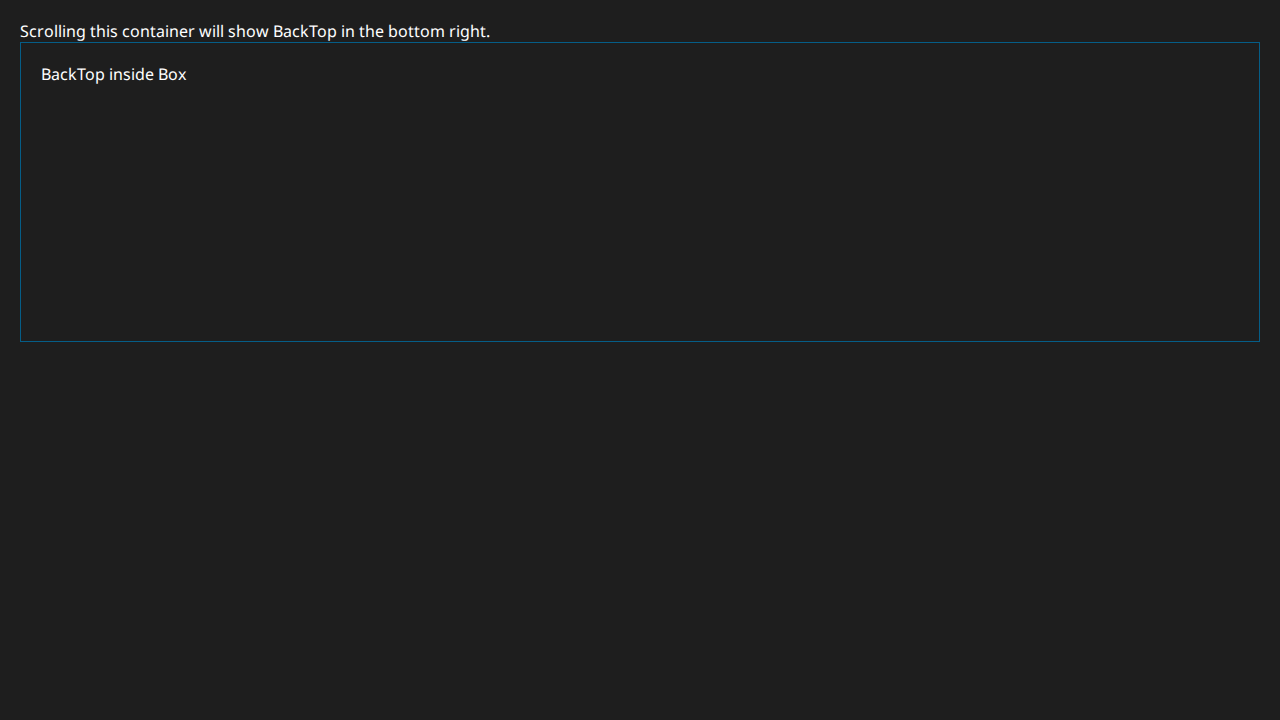 Scrolling this container will show BackTop in the bottom right.
BackTop inside Box